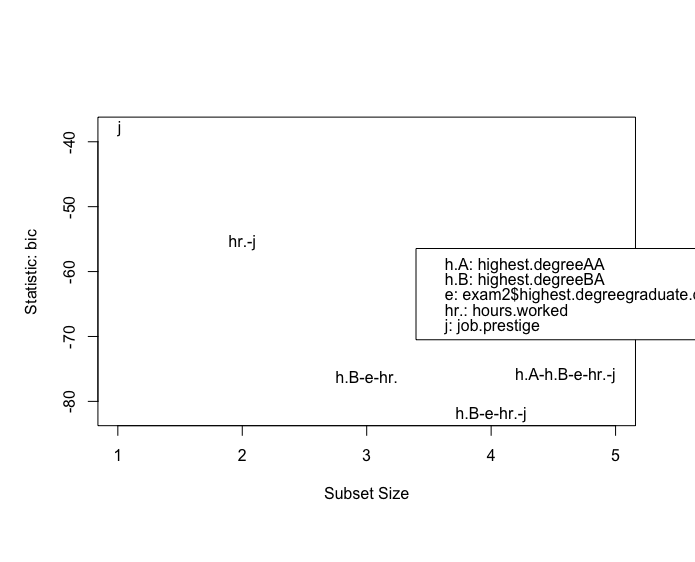 j
-40
-50
hr.-j
-60
-70
-80
Statistic: bic
h.A: highest.degreeAA
h.B: highest.degreeBA
e: exam2$highest.degreegraduate.
hr.: hours.worked
j: job.prestige
h.B-e-hr.
h.A-h.B-e-hr.-j
h.B-e-hr.-j
1 2 3 4 5
Subset Size